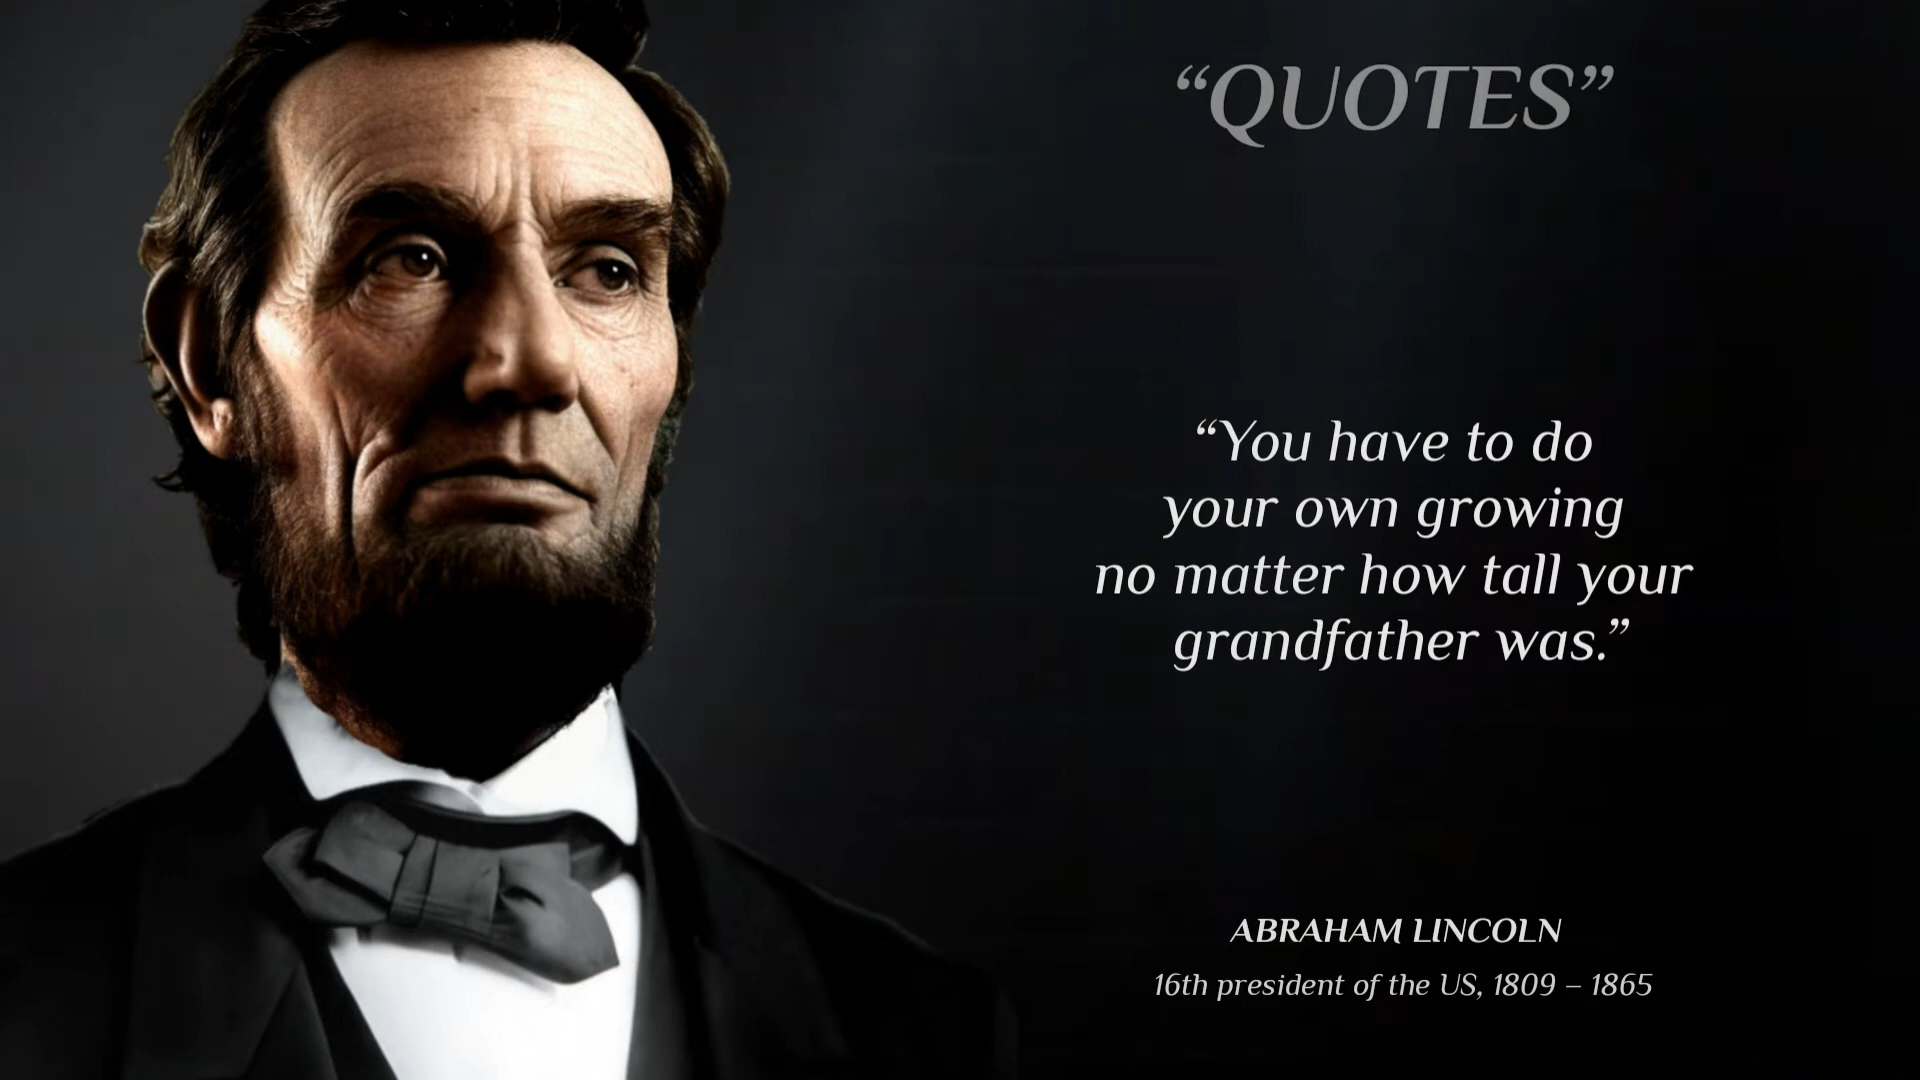 “QUOTES”
“You have to do
your own growing
no matter how tall your
grandfather was.”
ABRAHAM LINCOLN
16th president of the US, 1809 – 1865